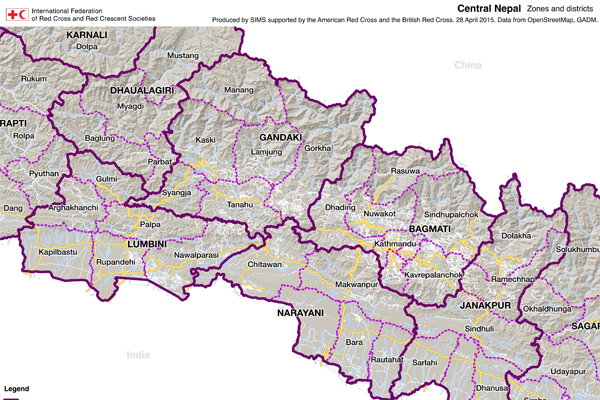 International Federation
of Red Cross and Red Crescent Societies
Central Nepal Zones and districts
Produced by SIMS supported by the American Red Cross and the British Red Cross. 28 April 2015. Data from OpenStreetMap, GADM.
KARNALI
Dolpa
Mustang
China
Rukum
DHAUALAGIRI
Manang
Myagdi
RAPTI
Rolpa
Baglung
Kaski
GANDAKI
Lamjung
Gorkha
Parbat
Pyuthan
Gulmi
Rasuwa
Syangja
Dang
Arghakhanchi
Tanahu
Dhading
Nuwakot
Sindhupalchok
Palpa
BAGMATI
Dolakha
LUMBINI
Kathmandu
Kapilbastu
Nawalparasi
Solukhumbu
Rupandehi
Chitawan
Kavrepalanchok
Ramechhap
Makwanpur
JANAKPUR
NARAYANI
Okhaldhunga
SAGAR
Sindhuli
Bara
India
Rautahat
Sarlahi
Udayapur
Legend
Dhanusa